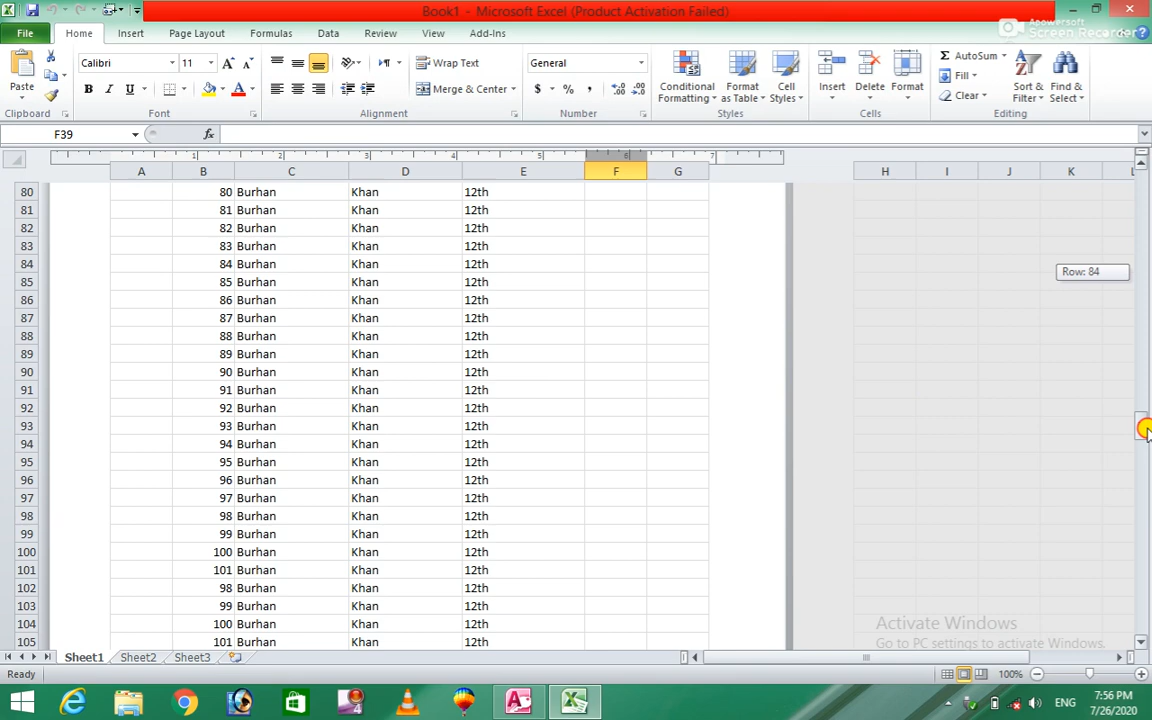 Book1 - Microsoft Excel (Product Activation Failed)
Apowersoft
Screen Recorder
File Home Insert Page Layout Formulas Data Review View Add-Ins
Paste
Calibri 11
B I U
A A
A
Wrap Text
Merge & Center
General
$ % ,
Conditional Formatting
Format as Table
Cell Styles
Insert
Delete
Format
AutoSum
Fill
Clear
Sort & Filter
Find & Select
Clipboard Font Alignment Number Styles Cells Editing
F39 fx
1 2 3 4 5 6 7
A B C D E F G H I J K L
80 80 Burhan Khan 12th
81 81 Burhan Khan 12th
82 82 Burhan Khan 12th
83 83 Burhan Khan 12th
84 84 Burhan Khan 12th
Row: 84
85 85 Burhan Khan 12th
86 86 Burhan Khan 12th
87 87 Burhan Khan 12th
88 88 Burhan Khan 12th
89 89 Burhan Khan 12th
90 90 Burhan Khan 12th
91 91 Burhan Khan 12th
92 92 Burhan Khan 12th
93 93 Burhan Khan 12th
94 94 Burhan Khan 12th
95 95 Burhan Khan 12th
96 96 Burhan Khan 12th
97 97 Burhan Khan 12th
98 98 Burhan Khan 12th
99 99 Burhan Khan 12th
100 100 Burhan Khan 12th
101 101 Burhan Khan 12th
102 98 Burhan Khan 12th
103 99 Burhan Khan 12th
104 100 Burhan Khan 12th
105 101 Burhan Khan 12th
Activate Windows
Go to PC settings to activate Windows.
Sheet1 Sheet2 Sheet3
Ready 100%
ENG
7:56 PM
7/26/2020